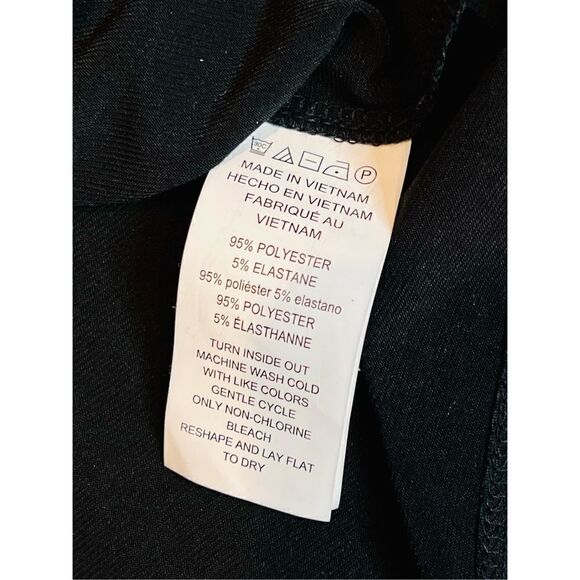 30C
P
MADE IN VIETNAM
HECHO EN VIETNAM
FABRIQUÉ AU
VIETNAM
95% POLYESTER
5% ELASTANE
95% poliéster 5% elastano
95% POLYESTER
5% ÉLASTHANNE
TURN INSIDE OUT
MACHINE WASH COLD
WITH LIKE COLORS
GENTLE CYCLE
ONLY NON-CHLORINE
BLEACH
RESHAPE AND LAY FLAT
TO DRY